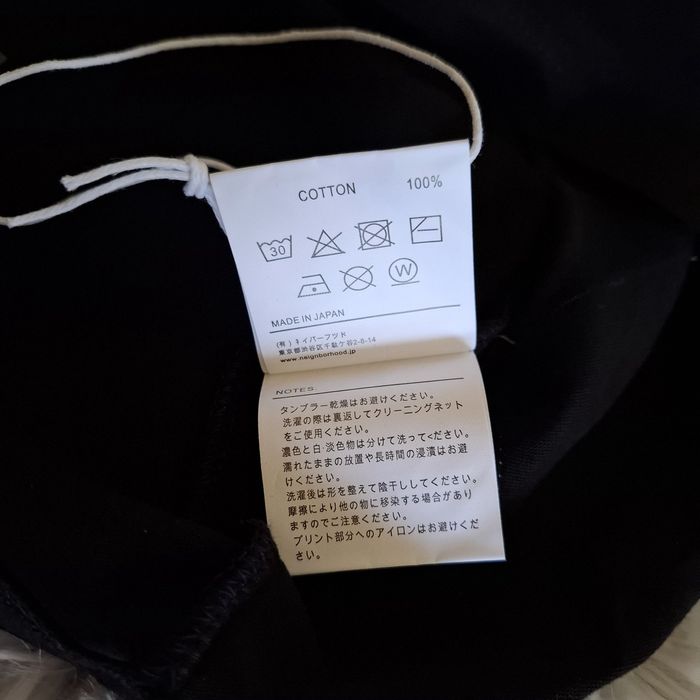 COTTON 100%
30
W
MADE IN JAPAN
(有)ネイバーフツド
東京都渋谷区千駄ケ谷2-8-14
www.nsignborhood.jp
NOTES
タンブラー乾燥はお避けください。
洗濯の際は裏返してクリーニングネット
をご使用ください。
濃色と白·淡色物は分けて洗って<ださい。
濡れたままの放置や長時間の浸漬はお避
けください。
洗濯後は形を整えて陰干ししてください。
摩擦により他の物に移染する場合があり
ますのでご注意ください。
プリント部分へのアイロンはお避けくだ
さい。